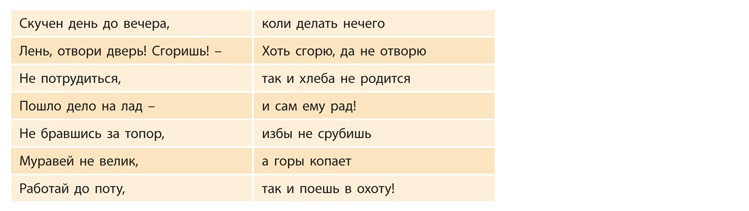 Скучен день до вечера, коли делать нечего
Лень, отвори дверь! Сгоришь! – Хоть сгорю, да не отворю
Не потрудиться, так и хлеба не родится
Пошло дело на лад – и сам ему рад!
Не бравшись за топор, избы не срубишь
Муравей не велик, а горы копает
Работай до поту, так и поешь в охоту!